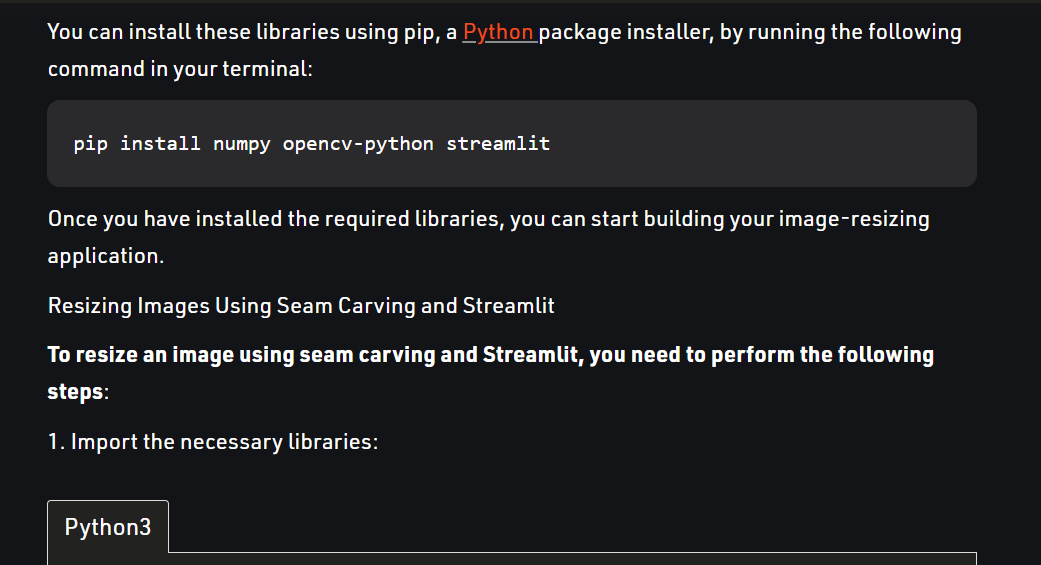 You can install these libraries using pip, a Python package installer, by running the following
command in your terminal:
pip install numpy opencv-python streamlit
Once you have installed the required libraries, you can start building your image-resizing
application.
Resizing Images Using Seam Carving and Streamlit
To resize an image using seam carving and Streamlit, you need to perform the following
steps:
1. Import the necessary libraries:
Python3